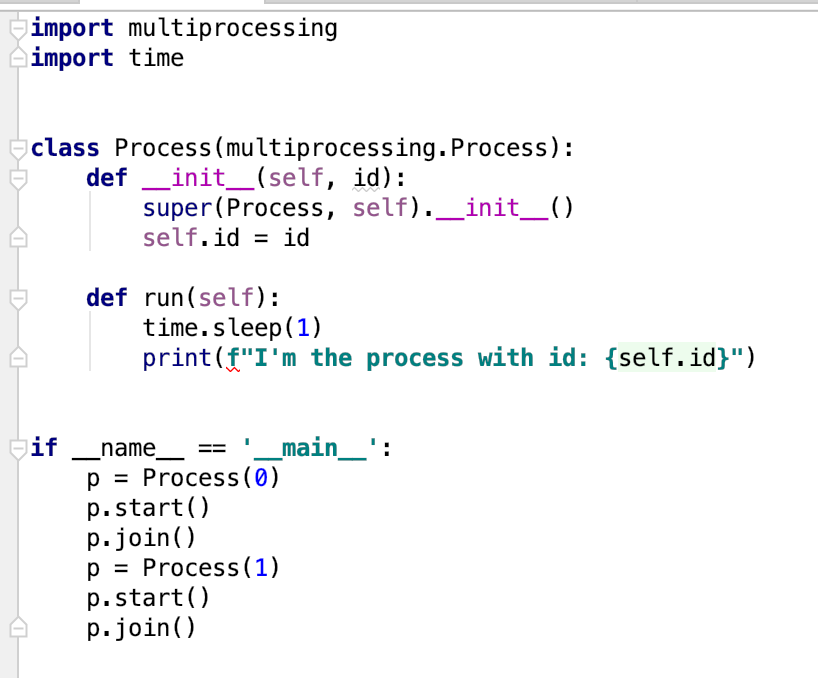 import multiprocessing
import time
class Process(multiprocessing.Process):
    def __init__(self, id):
        super(Process, self).__init__()
        self.id = id
    def run(self):
        time.sleep(1)
        print(f"I'm the process with id: {self.id}")
if __name__ == '__main__':
    p = Process(0)
    p.start()
    p.join()
    p = Process(1)
    p.start()
    p.join()